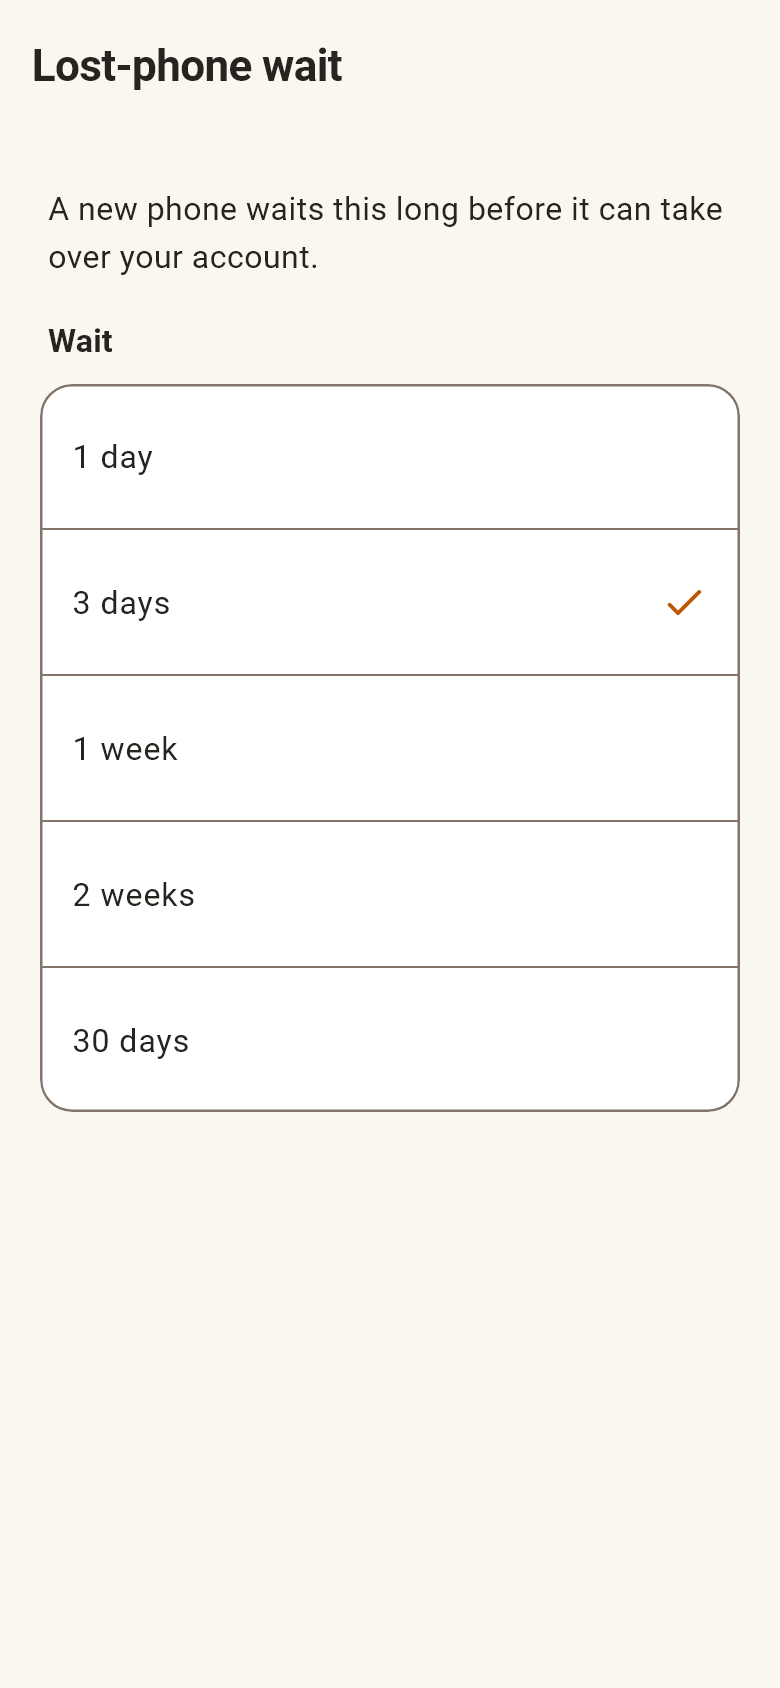 Lost-phone wait
A new phone waits this long before it can take
over your account.
Wait
1 day
3 days
1 week
2 weeks
30 days